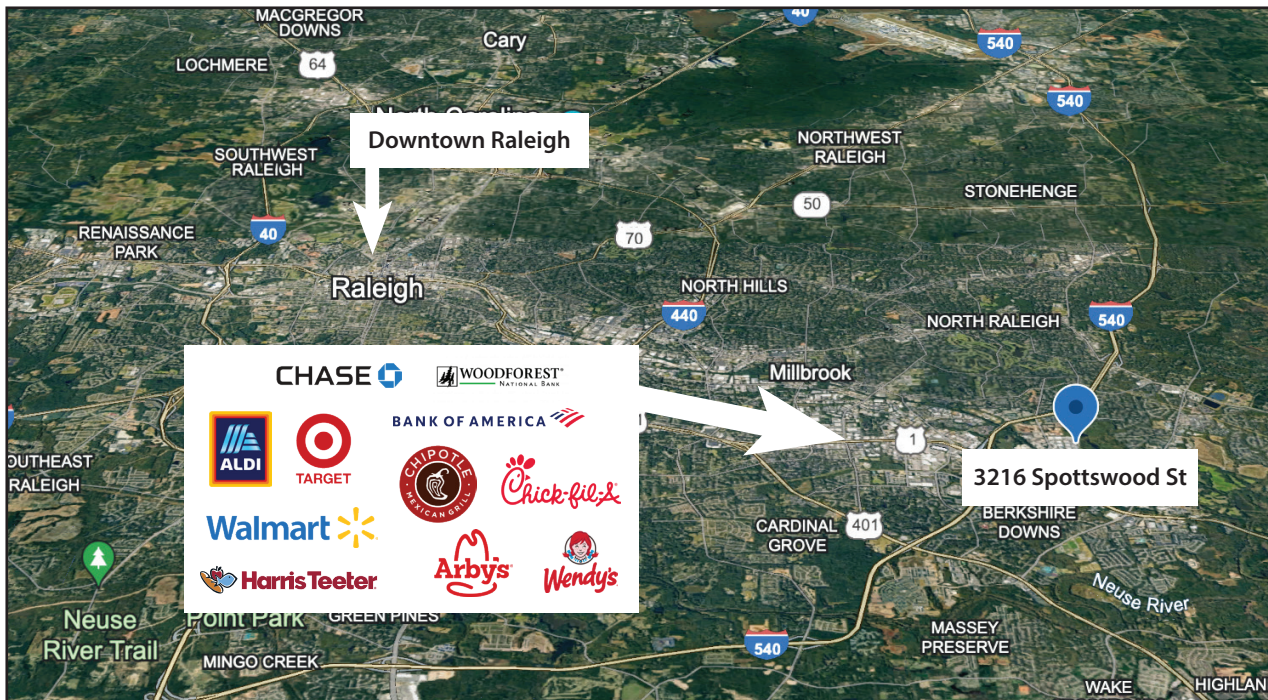 MACGREGOR
DOWNS
40
Cary
540
LOCHMERE
64
540
North Carolina
Downtown Raleigh
NORTHWEST
RALEIGH
SOUTHWEST
RALEIGH
STONEHENGE
50
RENAISSANCE
PARK
40
70
Raleigh
NORTH HILLS
440
NORTH RALEIGH
540
CHASE
WOODFOREST®
NATIONAL BANK
Millbrook
BANK OF AMERICA
ALDI
TARGET
CHIPOTLE
MEXICAN GRILL
Chick-fil-A
1
1
OUTHEAST
RALEIGH
3216 Spottswood St
Walmart
CARDINAL
GROVE
401
BERKSHIRE
DOWNS
Harris Teeter
Arby's
Wendy's
Neuse River
Neuse
River Trail
Point Park
GREEN PINES
MINGO CREEK
540
MASSEY
PRESERVE
WAKE
HIGHLAN